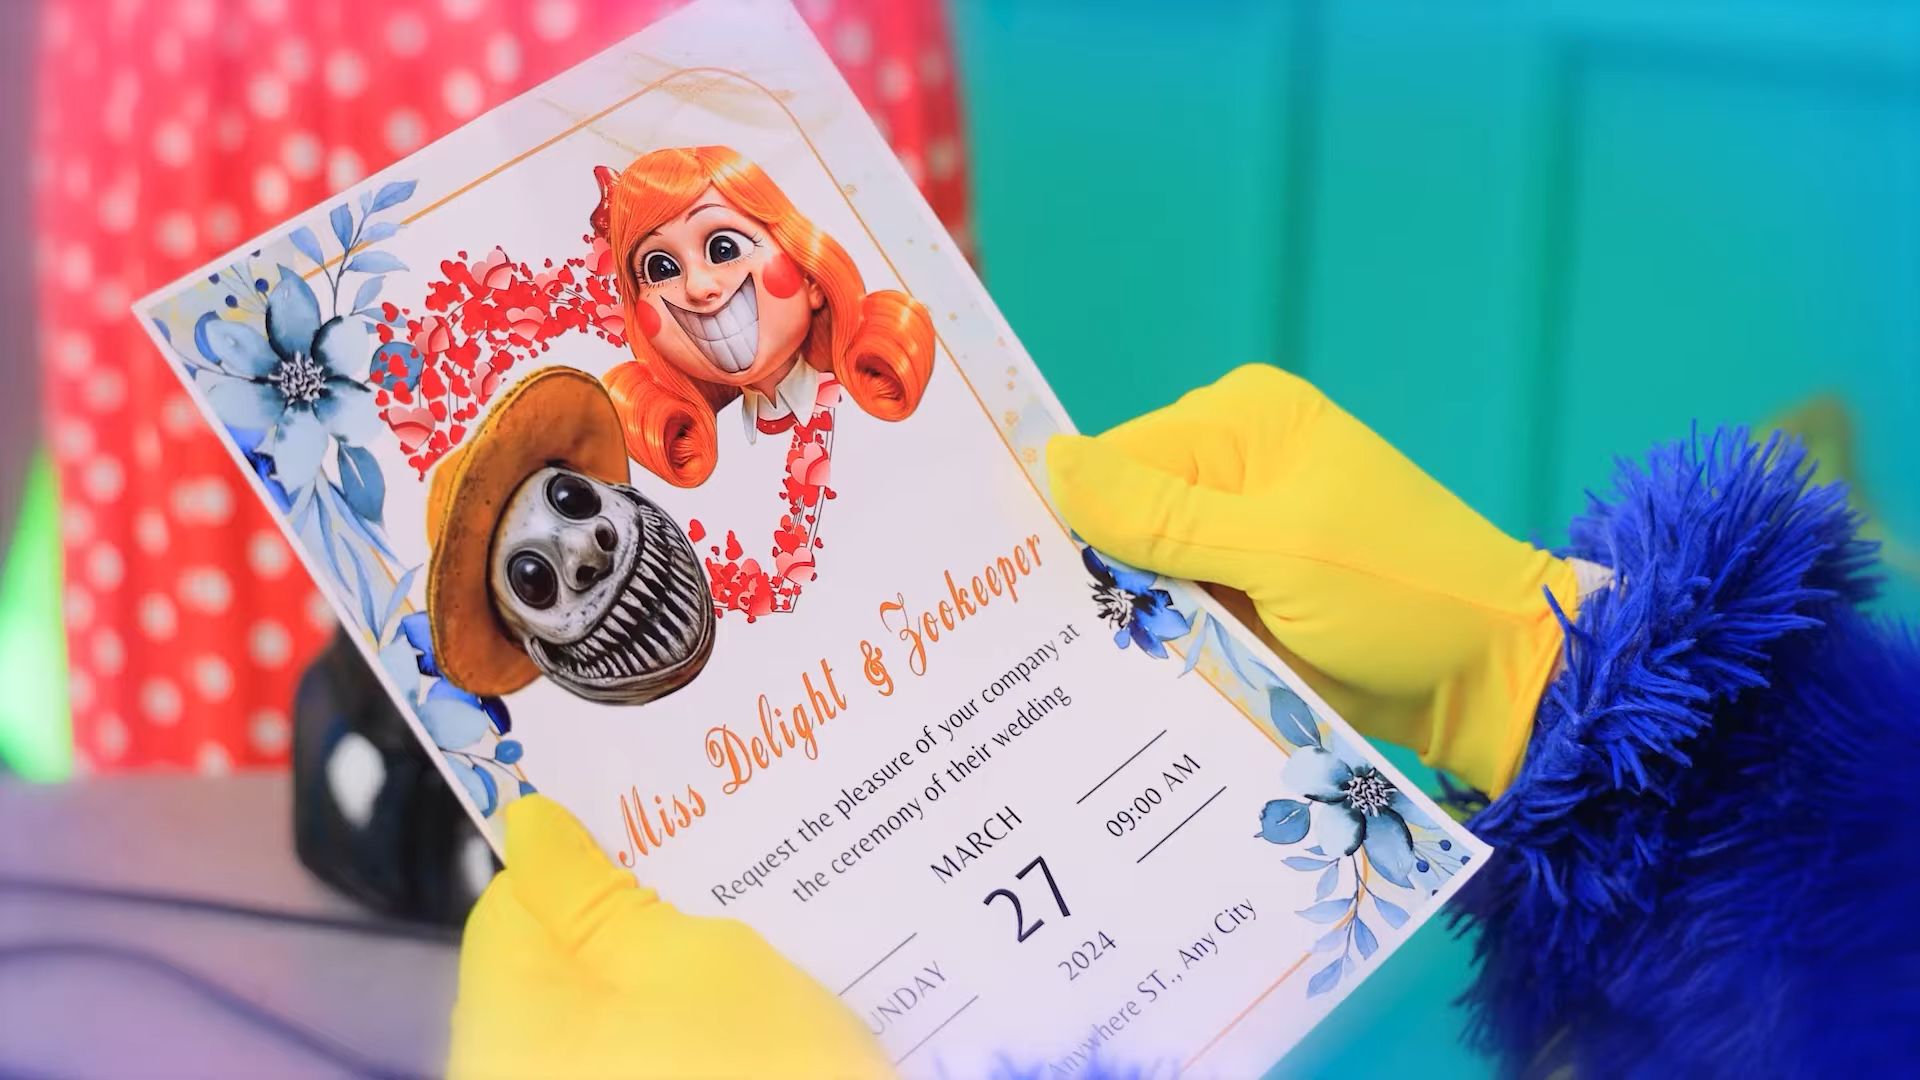 Miss Delight & Zookeeper
Request the pleasure of your company at
the ceremony of their wedding
MARCH
UNDAY
27
09:00 AM
2024
Anywhere ST., Any City